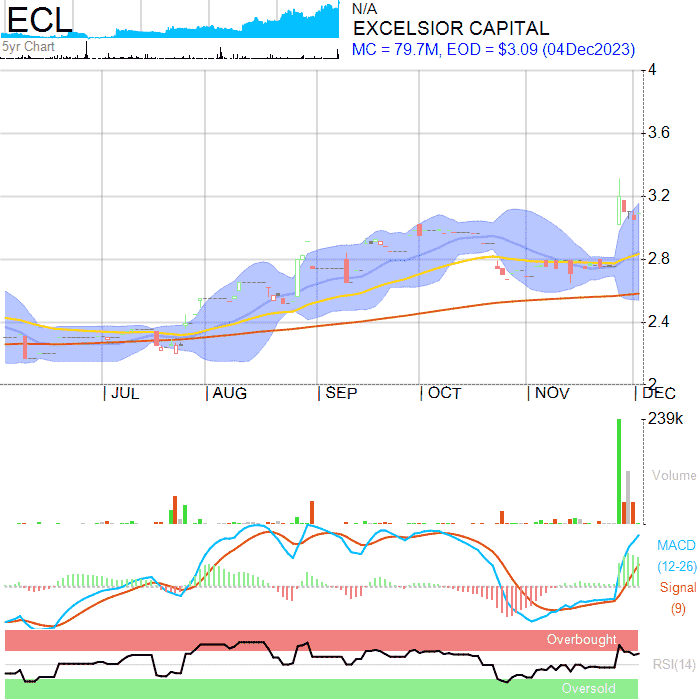 ECL
5yr Chart
N/A
EXCELSIOR CAPITAL
MC = 79.7M, EOD = $3.09 (04Dec2023)
4
3.6
3.2
2.8
2.4
2
JUL AUG SEP OCT NOV DEC
239k
Volume
MACD
(12-26)
Signal
(9)
Overbought
RSI(14)
Oversold